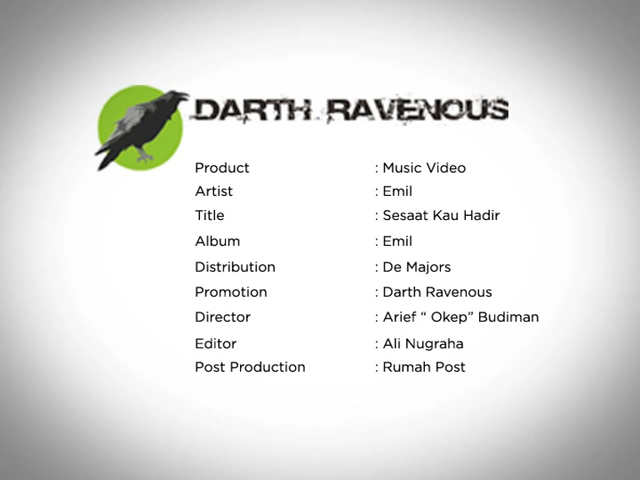 DARTH RAVENOUS
Product : Music Video
Artist : Emil
Title : Sesaat Kau Hadir
Album : Emil
Distribution : De Majors
Promotion : Darth Ravenous
Director : Arief “ Okep” Budiman
Editor : Ali Nugraha
Post Production : Rumah Post